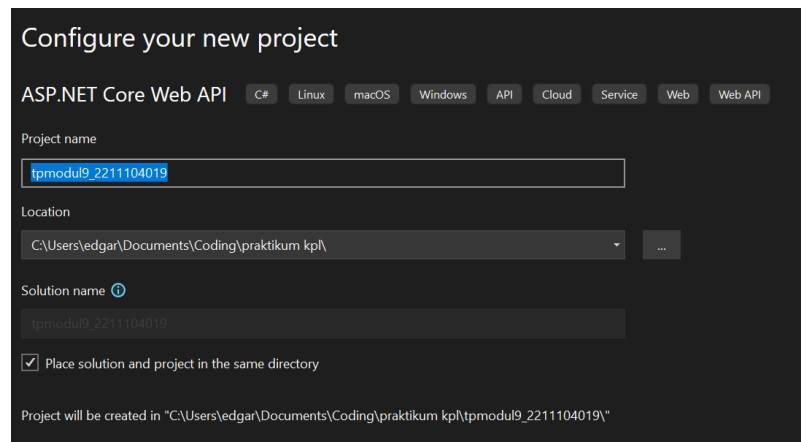 Configure your new project
ASP.NET Core Web API C# Linux macOS Windows API Cloud Service Web Web API
Project name
tpmodul9_2211104019
Location
C:\Users\edgar\Documents\Coding\praktikum kpl\
...
Solution name
tpmodul9_2211104019
Place solution and project in the same directory
Project will be created in "C:\Users\edgar\Documents\Coding\praktikum kpl\tpmodul9_2211104019\"